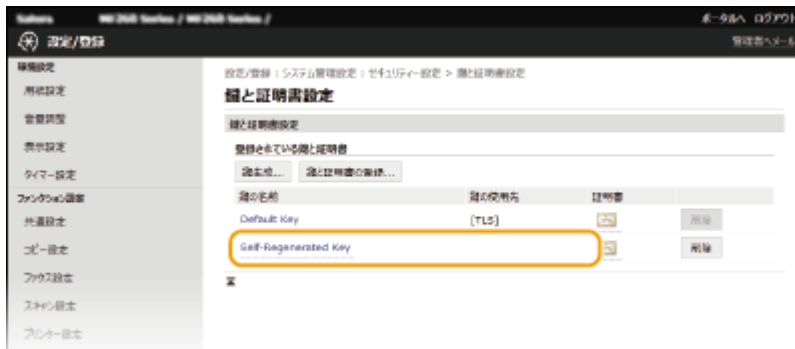 ポータルへ ログアウト
設定/登録
管理者へメール
環境設定
用紙設定
音量調整
表示設定
タイマー設定
ファンクション設定
共通設定
コピー設定
ファクス設定
スキャン設定
プリンター設定
設定/登録 : システム管理設定 : セキュリティー設定 > 鍵と証明書設定
鍵と証明書設定
鍵と証明書設定
登録されている鍵と証明書
鍵生成... 鍵と証明書の登録...
鍵の名前 鍵の使用先 証明書
Default Key [TLS] 削除
Self-Regenerated Key 削除